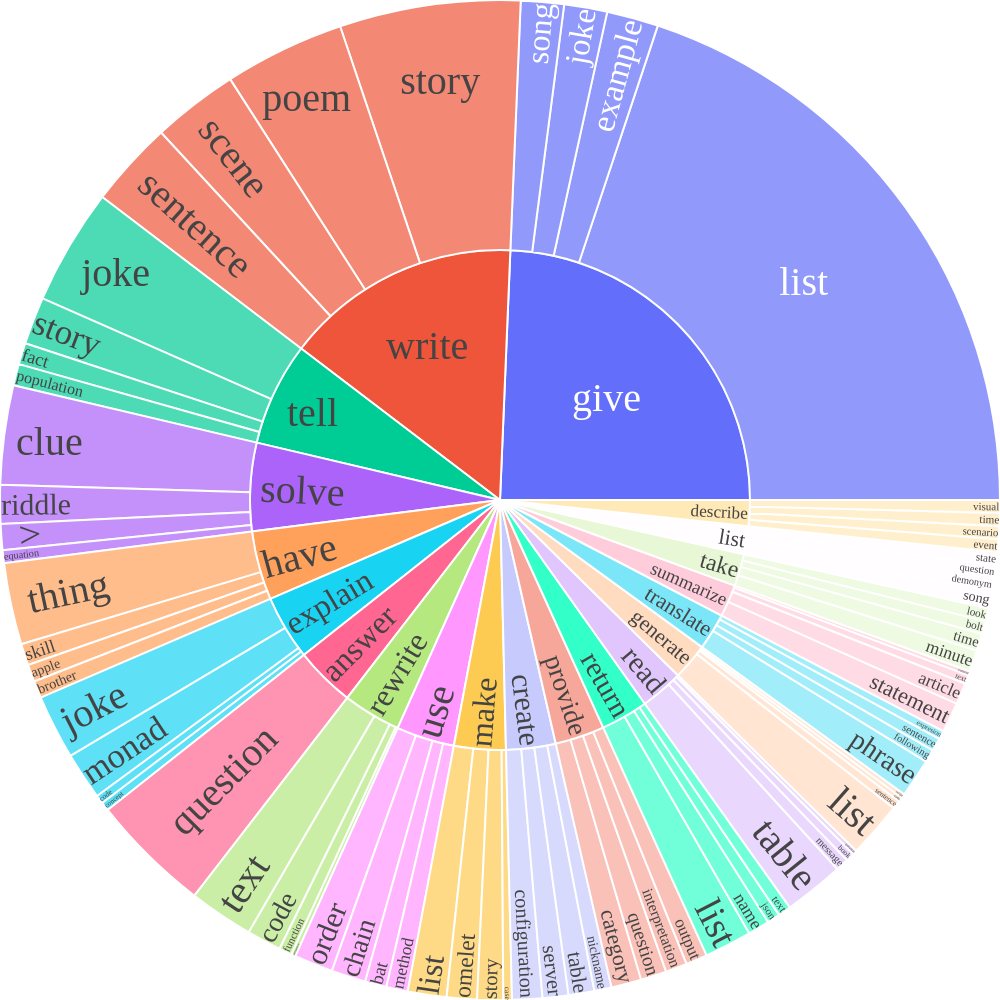 give
song
joke
example
list
write
story
poem
scene
sentence
tell
joke
story
fact
population
solve
clue
riddle
>
equation
have
thing
skill
apple
brother
explain
joke
monad
code
concept
answer
question
rewrite
text
code
function
use
order
chain
bat
method
make
list
omelet
story
create
configuration
server
table
nickname
provide
category
question
interpretation
output
return
list
name
json
text
read
table
message
book
generate
list
sentence
translate
phrase
following
sentence
expression
summarize
statement
article
text
take
minute
time
bolt
look
list
song
demonym
question
state
describe
event
scenario
time
visual